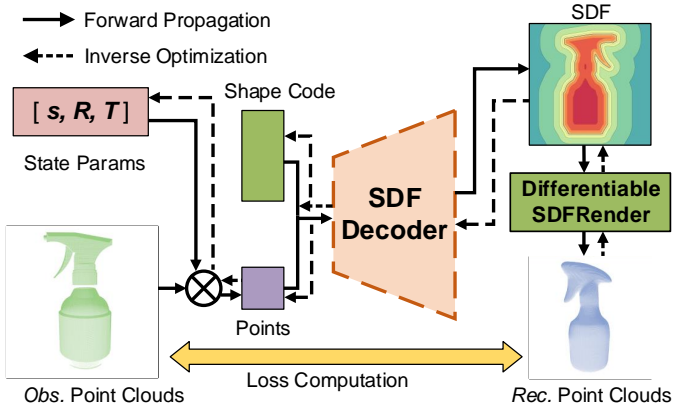 Forward Propagation
Inverse Optimization
SDF
[ s, R, T ]
State Params
Shape Code
SDF
Decoder
Differentiable
SDFRender
Points
Loss Computation
Obs. Point Clouds
Rec. Point Clouds